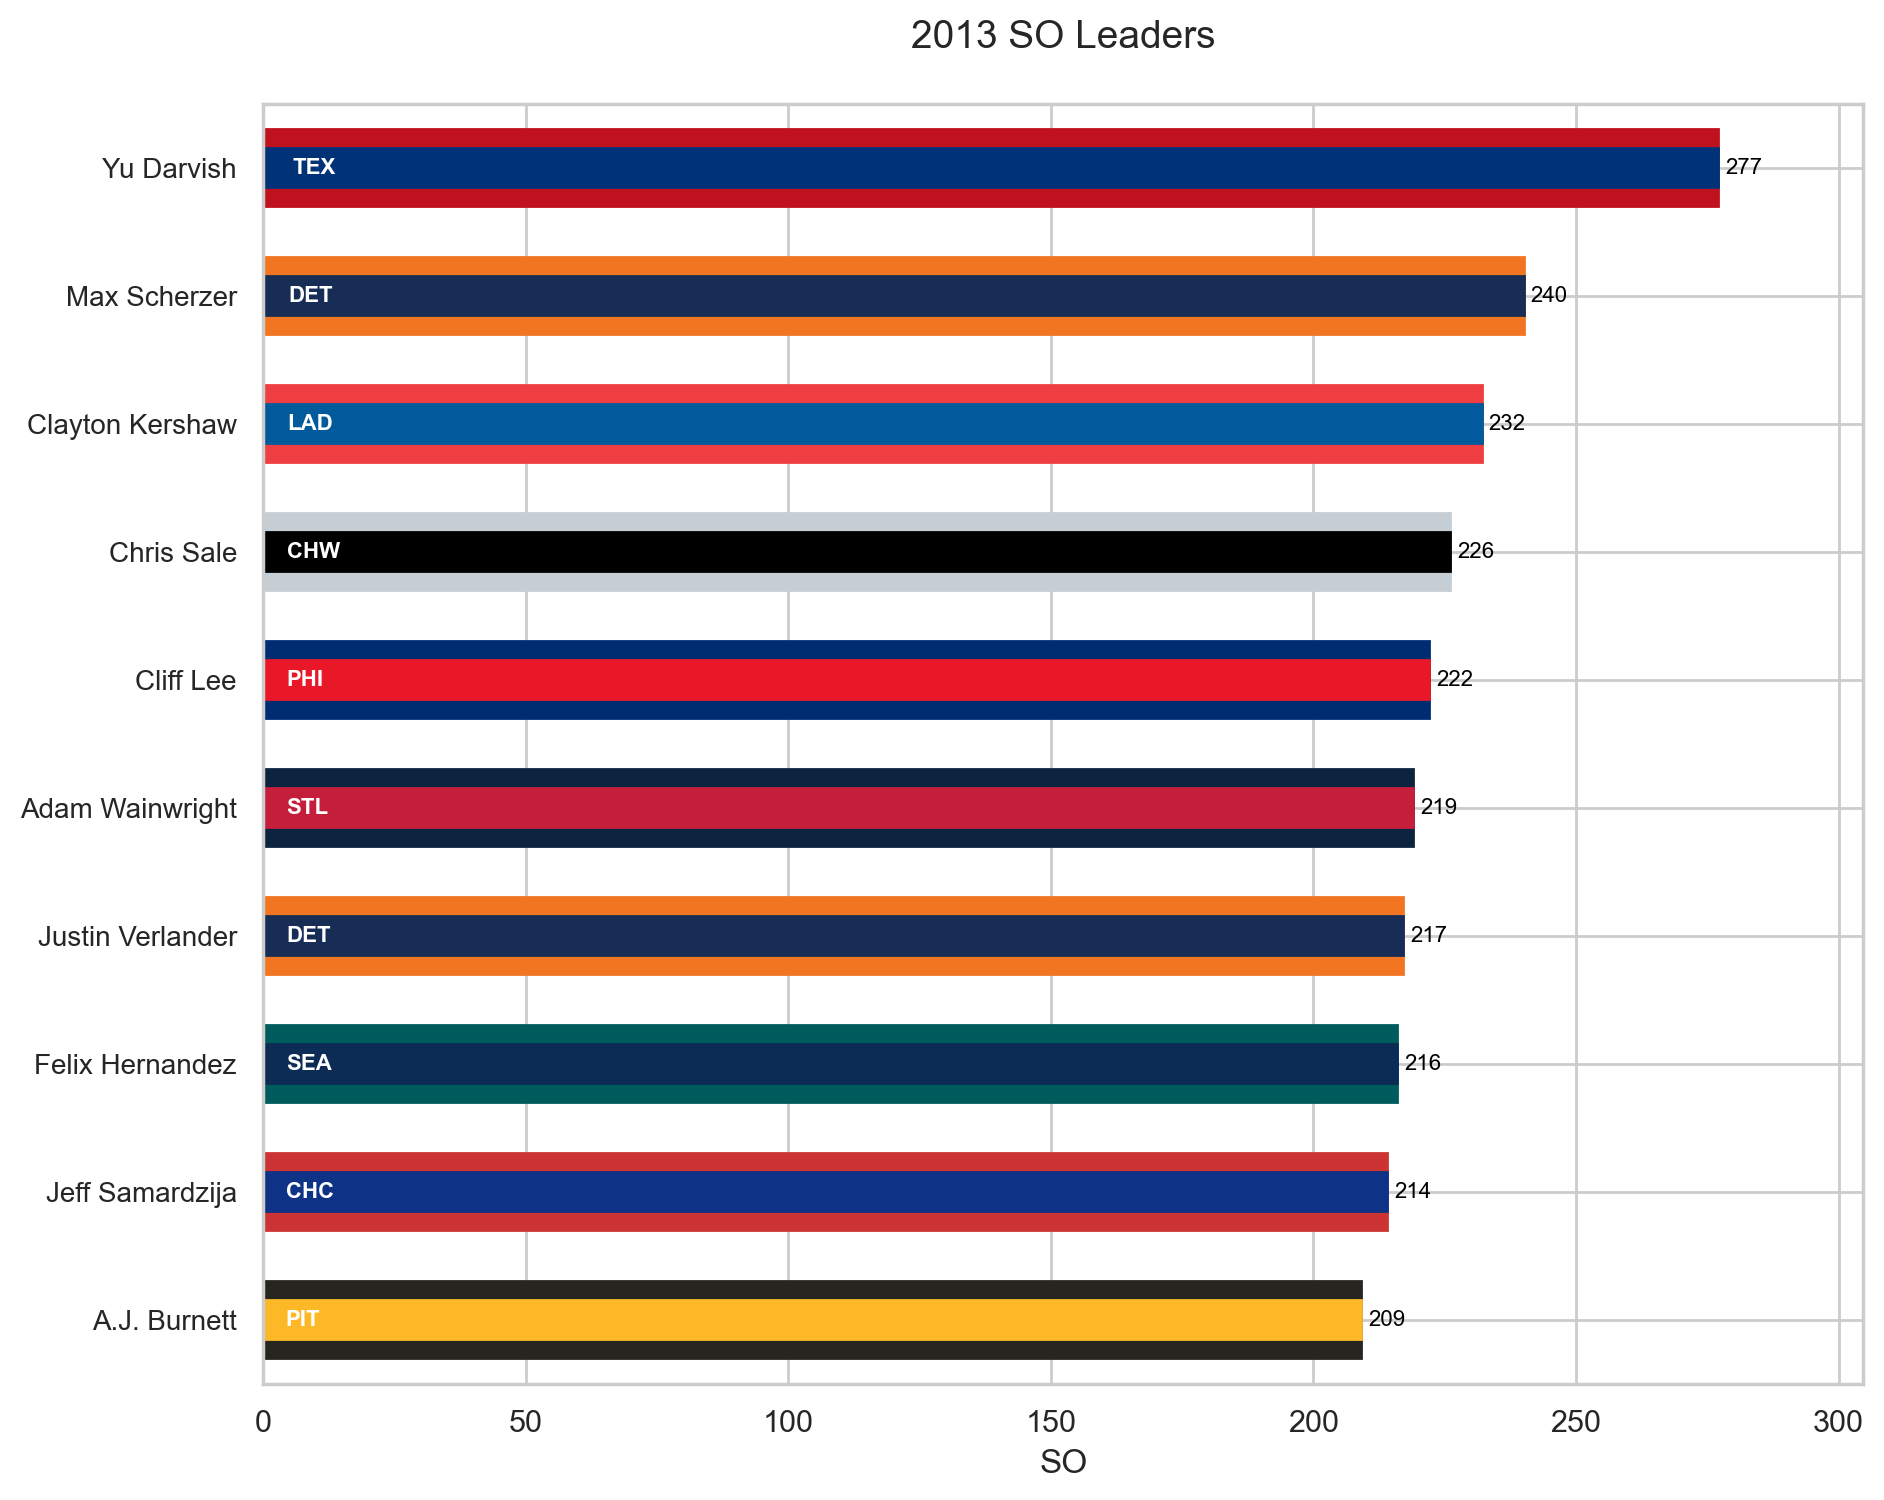 2013 SO Leaders
Yu Darvish TEX 277
Max Scherzer DET 240
Clayton Kershaw LAD 232
Chris Sale CHW 226
Cliff Lee PHI 222
Adam Wainwright STL 219
Justin Verlander DET 217
Felix Hernandez SEA 216
Jeff Samardzija CHC 214
A.J. Burnett PIT 209
0 50 100 150 200 250 300
SO